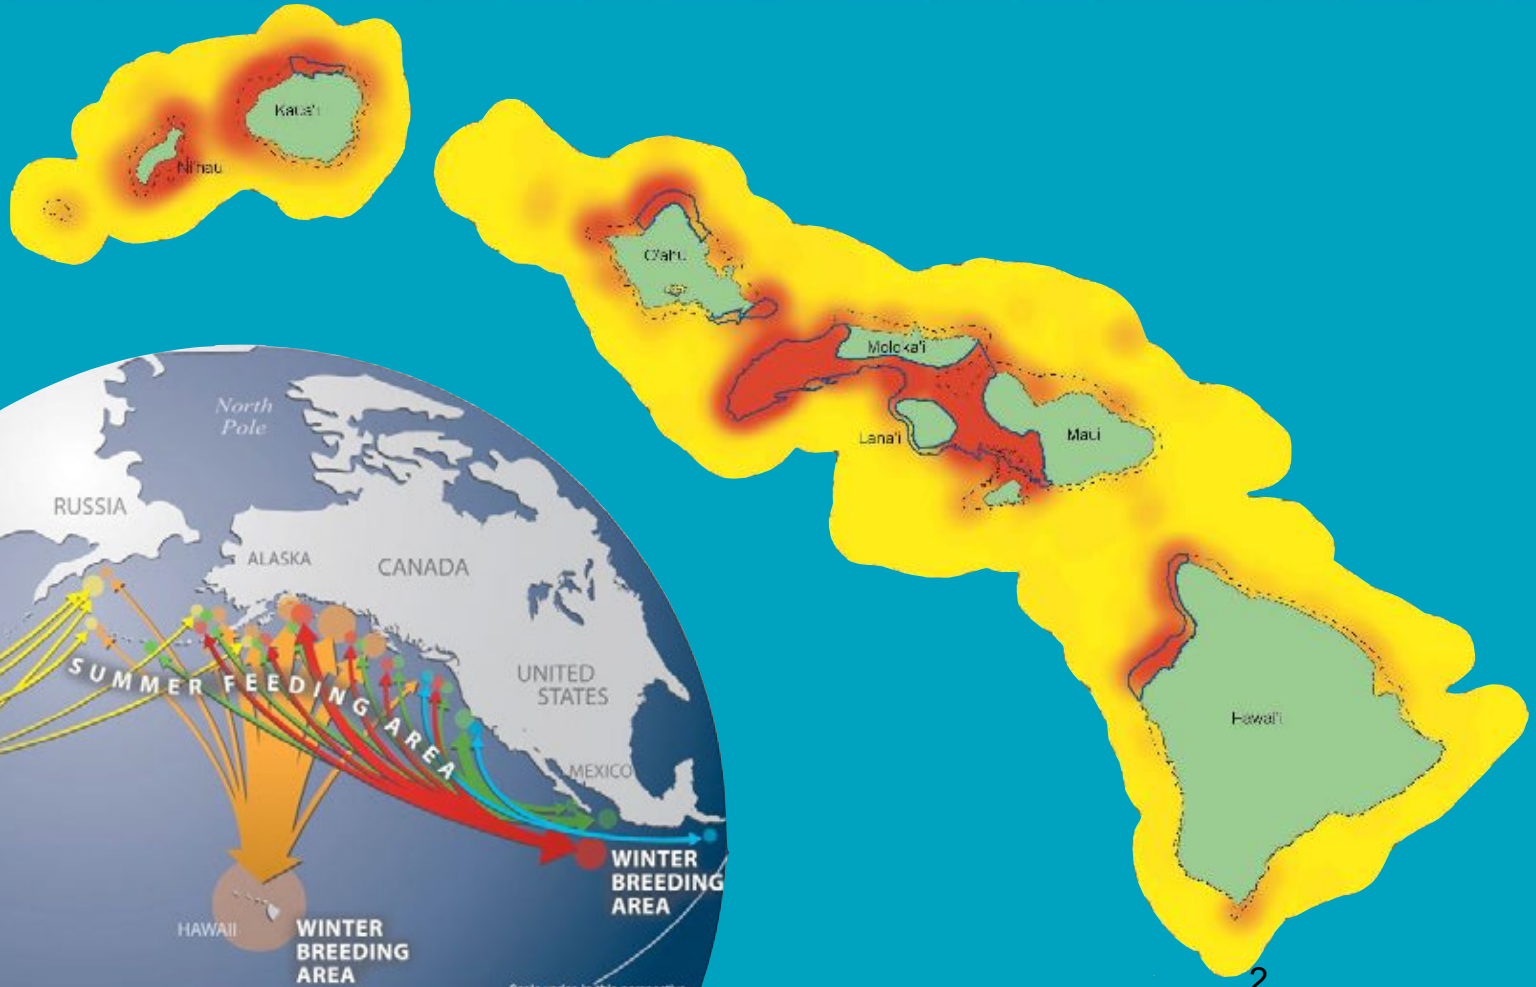 Kaua'i
Ni'ihau
O'ahu
Moloka'i
Lana'i
Maui
Hawai'i
North
Pole
RUSSIA
ALASKA
CANADA
UNITED
STATES
MEXICO
SUMMER FEEDING AREA
WINTER
BREEDING
AREA
HAWAII
WINTER
BREEDING
AREA
2